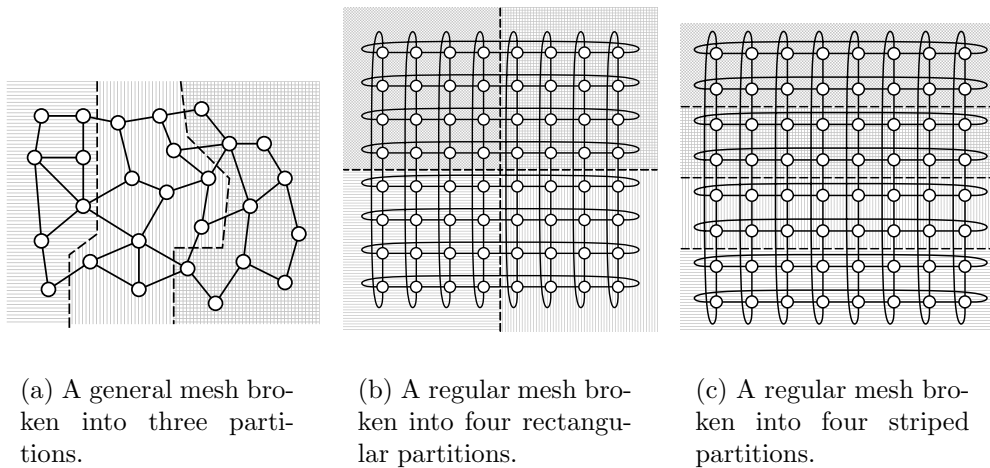 (a) A general mesh bro-
ken into three parti-
tions.
(b) A regular mesh bro-
ken into four rectangu-
lar partitions.
(c) A regular mesh bro-
ken into four striped
partitions.